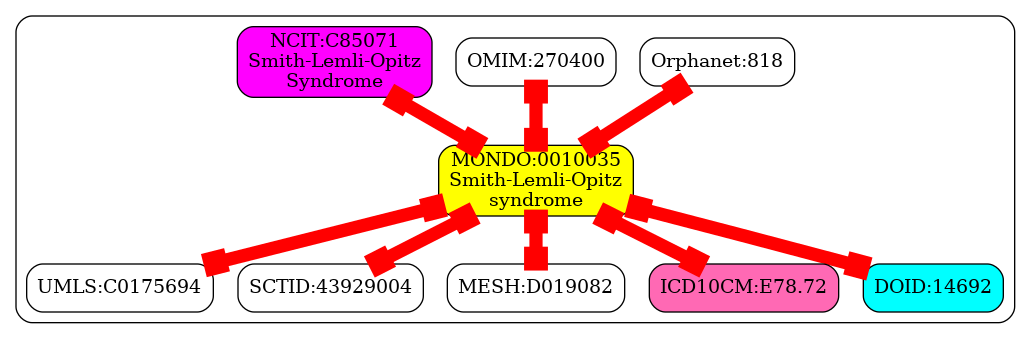 NCIT:C85071
Smith-Lemli-Opitz
Syndrome
OMIM:270400
Orphanet:818
MONDO:0010035
Smith-Lemli-Opitz
syndrome
UMLS:C0175694
SCTID:43929004
MESH:D019082
ICD10CM:E78.72
DOID:14692